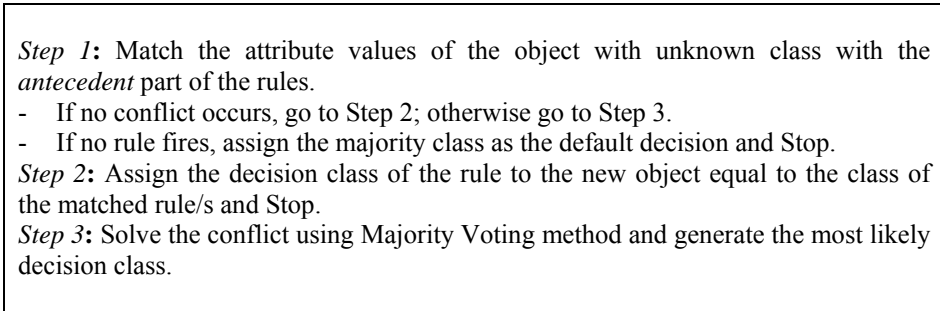 Step 1: Match the attribute values of the object with unknown class with the
antecedent part of the rules.
- If no conflict occurs, go to Step 2; otherwise go to Step 3.
- If no rule fires, assign the majority class as the default decision and Stop.
Step 2: Assign the decision class of the rule to the new object equal to the class of
the matched rule/s and Stop.
Step 3: Solve the conflict using Majority Voting method and generate the most likely
decision class.